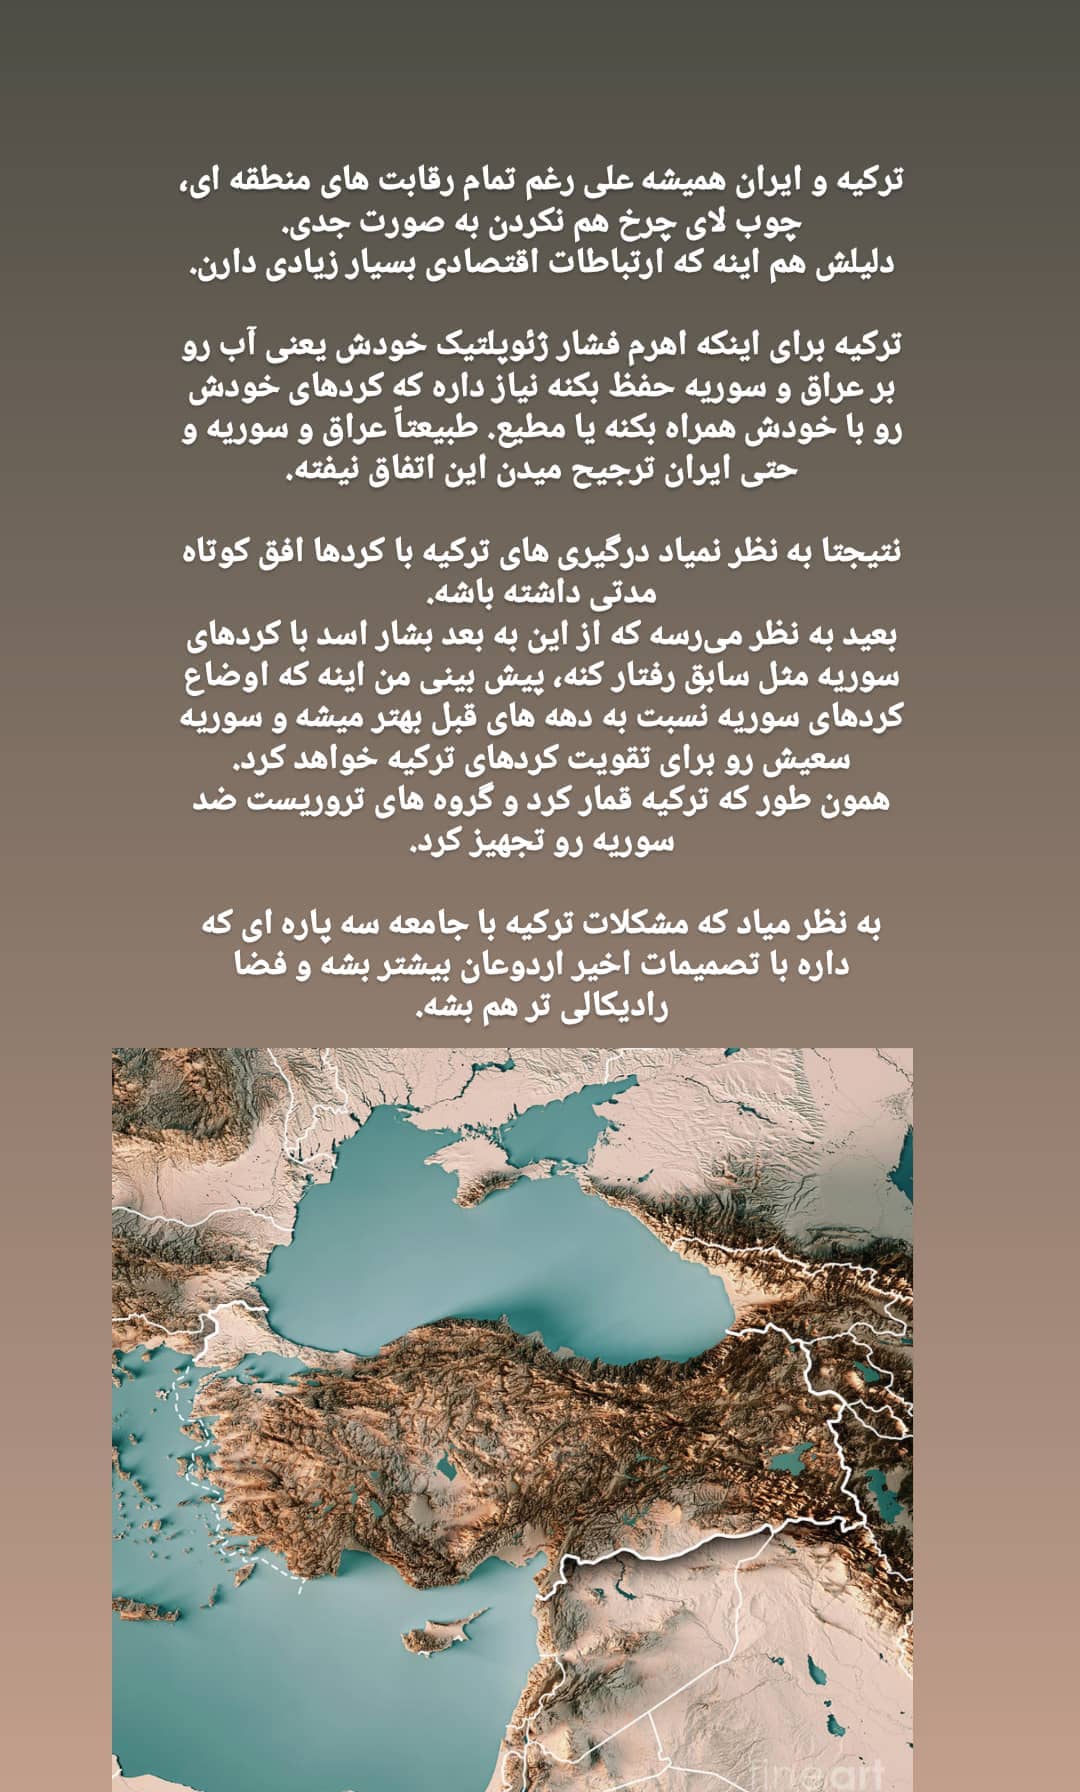 ترکیه و ایران همیشه علی رغم تمام رقابت های منطقه ای،
چوب لای چرخ هم نکردن به صورت جدی.
دلیلش هم اینه که ارتباطات اقتصادی بسیار زیادی دارن.
ترکیه برای اینکه اهرم فشار ژئوپلتیک خودش یعنی آب رو
بر عراق و سوریه حفظ بکنه نیاز داره که کردهای خودش
رو با خودش همراه بکنه یا مطیع. طبیعتاً عراق و سوریه و
حتی ایران ترجیح میدن این اتفاق نیفته.
نتیجتا به نظر نمیاد درگیری های ترکیه با کردها افق کوتاه
مدتی داشته باشه.
بعید به نظر می‌رسه که از این به بعد بشار اسد با کردهای
سوریه مثل سابق رفتار کنه، پیش بینی من اینه که اوضاع
کردهای سوریه نسبت به دهه های قبل بهتر میشه و سوریه
سعیش رو برای تقویت کردهای ترکیه خواهد کرد.
همون طور که ترکیه قمار کرد و گروه های تروریست ضد
سوریه رو تجهیز کرد.
به نظر میاد که مشکلات ترکیه با جامعه سه پاره ای که
داره با تصمیمات اخیر اردوعان بیشتر بشه و فضا
رادیکالی تر هم بشه.
fineart